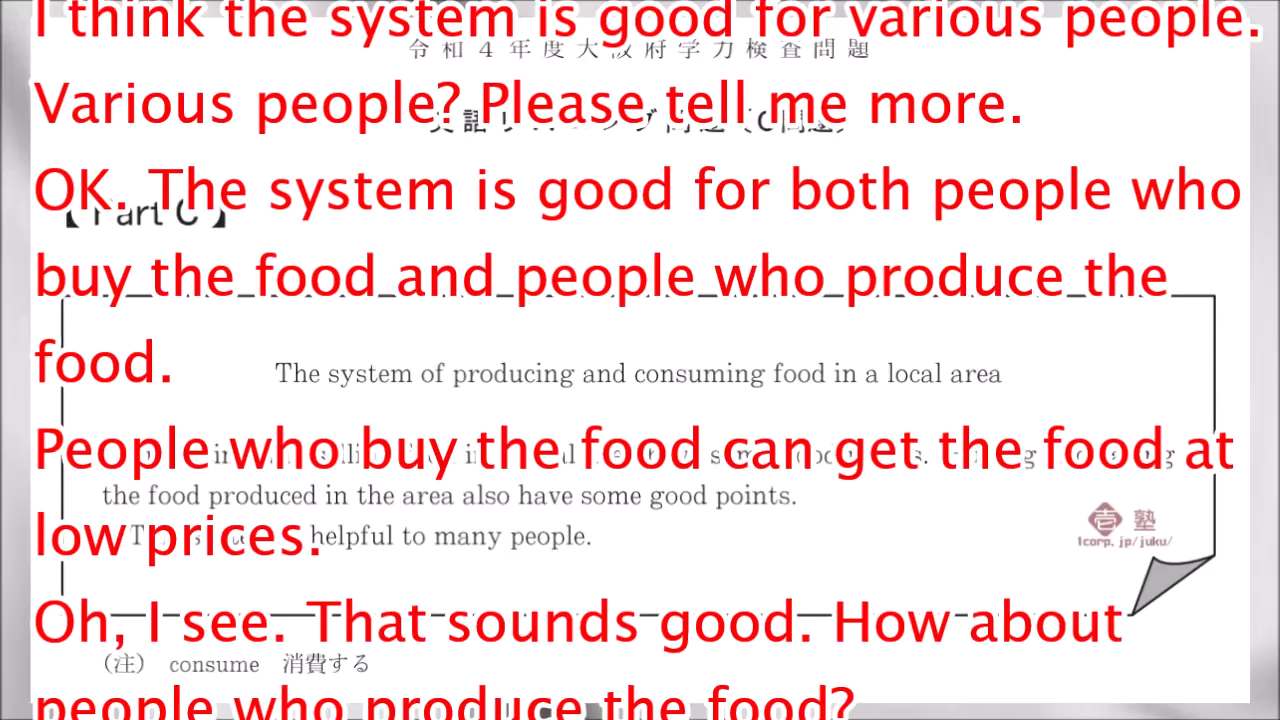 I think the system is good for various people.
令和４年度大阪府学力検査問題
Various people? Please tell me more.
OK. The system is good for both people who
【Part C】
buy the food and people who produce the
food.
The system of producing and consuming food in a local area
People who buy the food can get the food at
the food produced in the area also have some good points.
壱塾
1corp.jp/juku/
low prices.
helpful to many people.
Oh, I see. That sounds good. How about
（注） consume 消費する
people who produce the food?